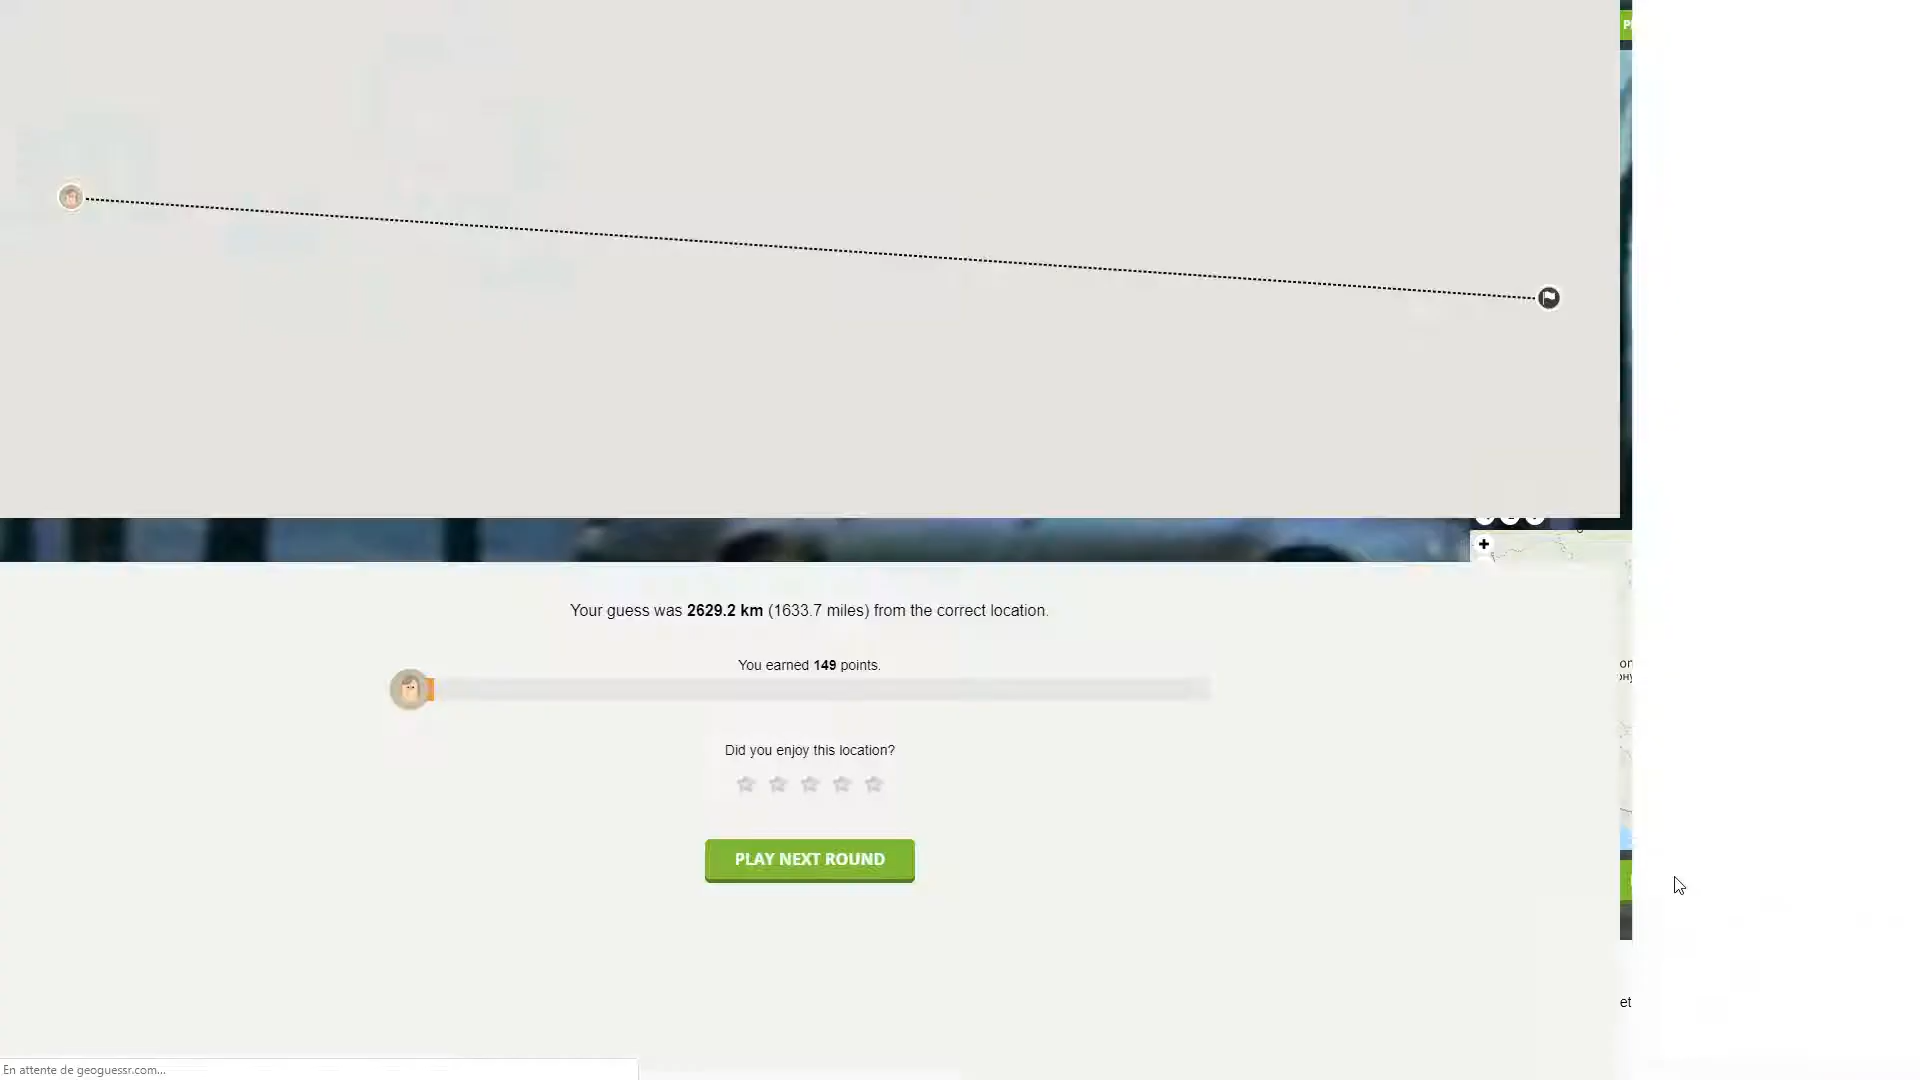 Your guess was 2629.2 km (1633.7 miles) from the correct location.
You earned 149 points.
Did you enjoy this location?
PLAY NEXT ROUND
et
En attente de geoguessr.com...